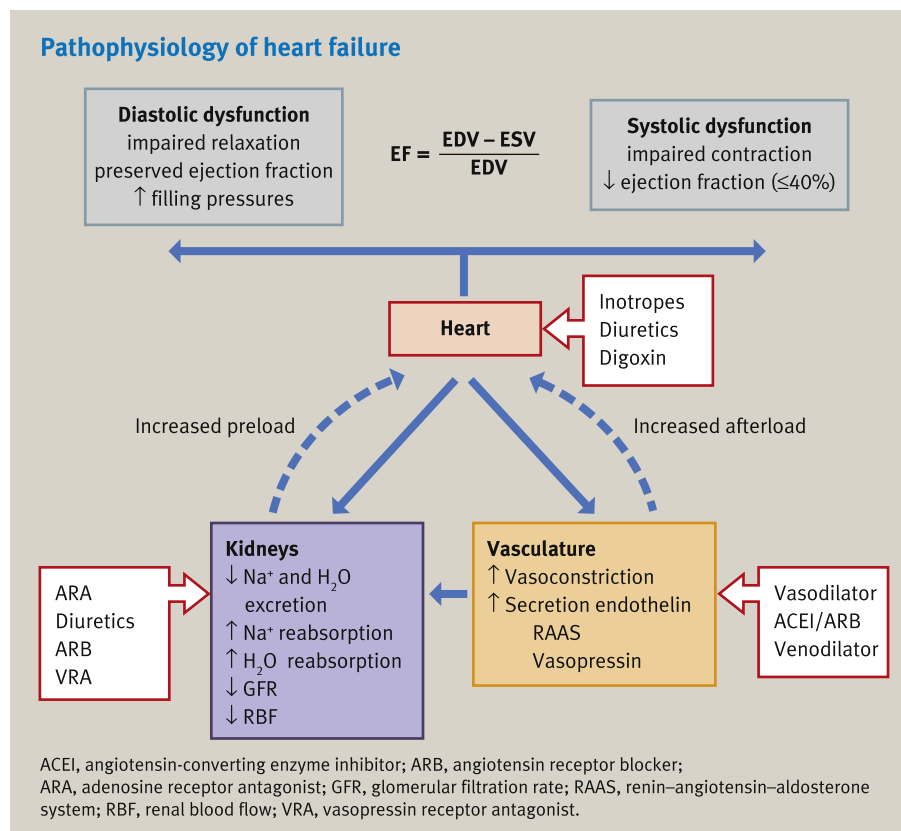 Pathophysiology of heart failure
Diastolic dysfunction
impaired relaxation
preserved ejection fraction
↑ filling pressures
EF = EDV – ESV / EDV
Systolic dysfunction
impaired contraction
↓ ejection fraction (≤40%)
Heart
Inotropes
Diuretics
Digoxin
Increased preload
Increased afterload
Kidneys
↓ Na⁺ and H₂O
excretion
↑ Na⁺ reabsorption
↑ H₂O reabsorption
↓ GFR
↓ RBF
Vasculature
↑ Vasoconstriction
↑ Secretion endothelin
RAAS
Vasopressin
ARA
Diuretics
ARB
VRA
Vasodilator
ACEI/ARB
Venodilator
ACEI, angiotensin-converting enzyme inhibitor; ARB, angiotensin receptor blocker;
ARA, adenosine receptor antagonist; GFR, glomerular filtration rate; RAAS, renin–angiotensin–aldosterone
system; RBF, renal blood flow; VRA, vasopressin receptor antagonist.